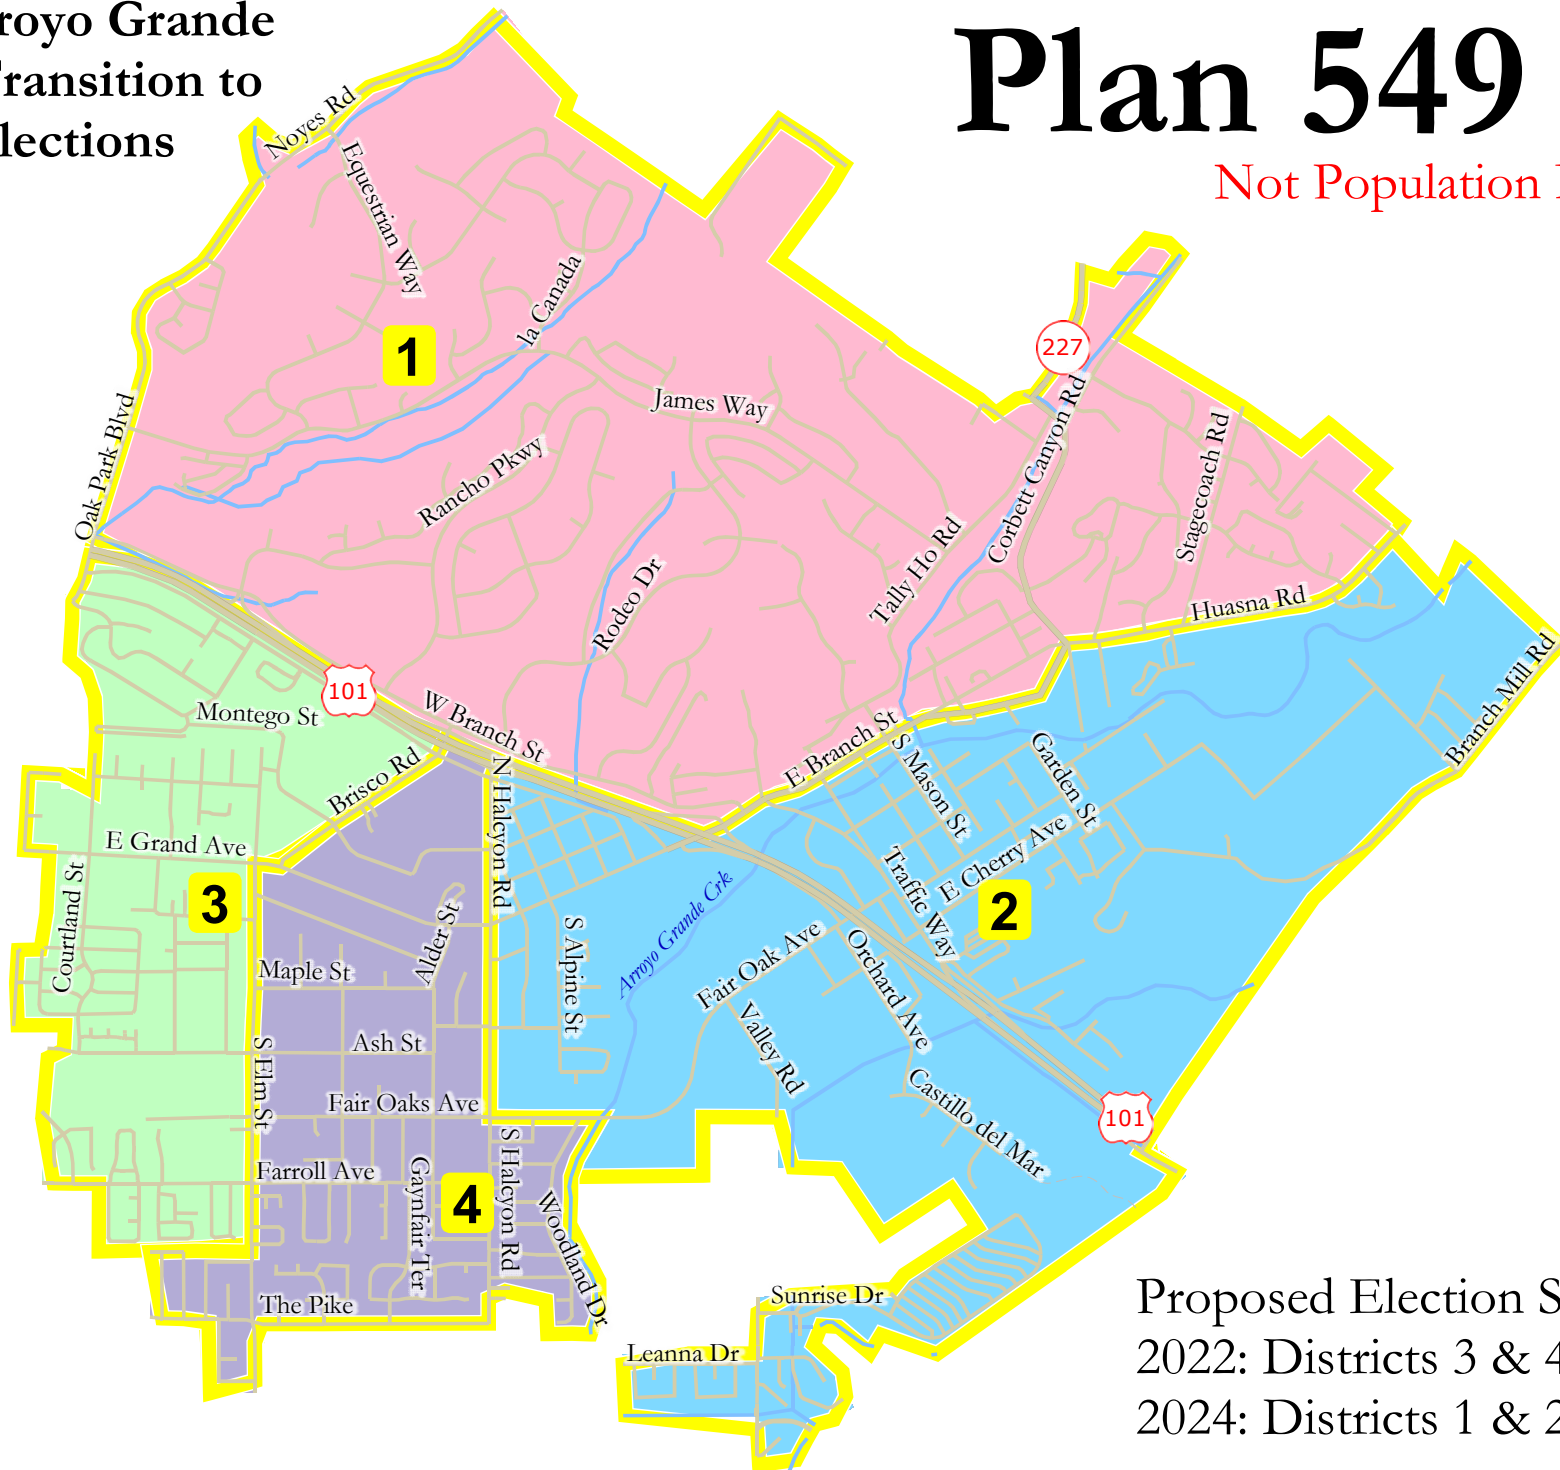 royo Grande
ransition to
lections
Plan 549
Not Population
Noyes Rd
Equestrian Way
la Canada
1
227
James Way
Oak Park Blvd
Rancho Pkwy
Corbett Canyon Rd
Stagecoach Rd
Tally Ho Rd
Rodeo Dr
Huasna Rd
101
Montego St
W Branch St
E Branch St
Branch Mill Rd
Brisco Rd
N Halcyon Rd
S Mason St
Garden St
E Grand Ave
E Cherry Ave
Traffic Way
3
2
Courtland St
Alder St
S Alpine St
Arroyo Grande Crk
Fair Oak Ave
Orchard Ave
Maple St
Valley Rd
Ash St
S Elm St
Castillo del Mar
Fair Oaks Ave
101
Farroll Ave
Gaynfair Ter
4
S Halcyon Rd
Woodland Dr
The Pike
Sunrise Dr
Leanna Dr
Proposed Election S
2022: Districts 3 & 4
2024: Districts 1 & 2